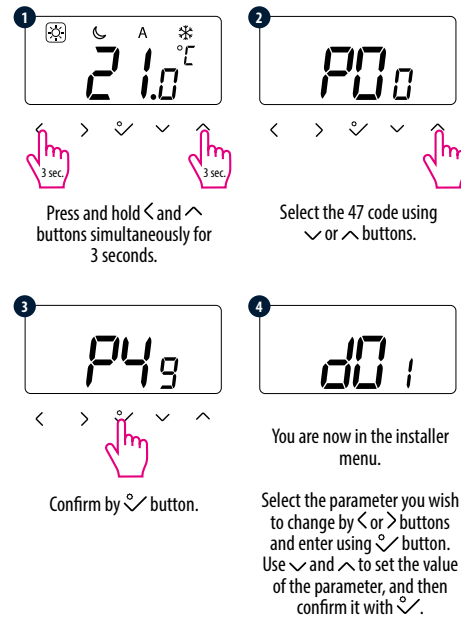 1
A
21.0 °C
3 sec.
3 sec.
Press and hold < and ^
buttons simultaneously for
3 seconds.
2
P00
Select the 47 code using
∨ or ∧ buttons.
3
P49
Confirm by ✓ button.
4
d01
You are now in the installer
menu.
Select the parameter you wish
to change by < or > buttons
and enter using ✓ button.
Use ∨ and ∧ to set the value
of the parameter, and then
confirm it with ✓.